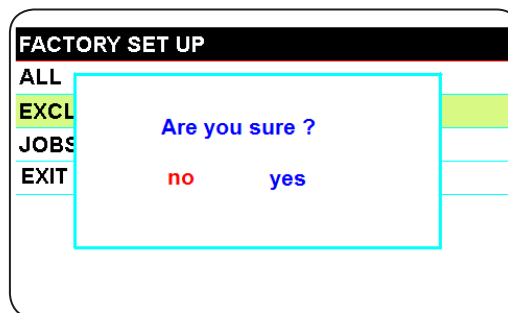 FACTORY SET UP
ALL
EXCL
JOBS
EXIT
Are you sure ?
no yes